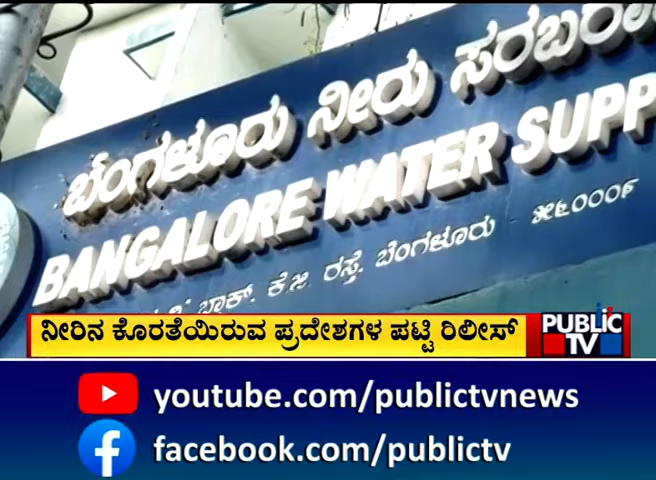 ಬೆಂಗಳೂರು ನೀರು ಸರಬರಾ
BANGALORE WATER SUPP
ಬ್ಲಾಕ್. ಕೆ.ಜಿ. ರಸ್ತೆ. ಬೆಂಗಳೂರು - ೫೬೦೦೦೯
ನೀರಿನ ಕೊರತೆಯಿರುವ ಪ್ರದೇಶಗಳ ಪಟ್ಟಿ ರಿಲೀಸ್
PUBLIC
TV
youtube.com/publictvnews
facebook.com/publictv